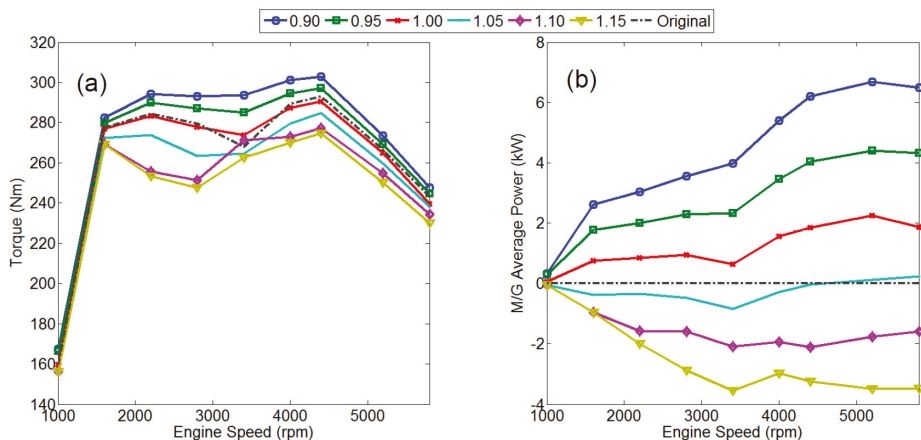 0.90 0.95 1.00 1.05 1.10 1.15 Original
(a)
Torque (Nm)
320
300
280
260
240
220
200
180
160
140
1000 2000 3000 4000 5000
Engine Speed (rpm)
(b)
M/G Average Power (kW)
8
6
4
2
0
-2
-4
1000 2000 3000 4000 5000
Engine Speed (rpm)